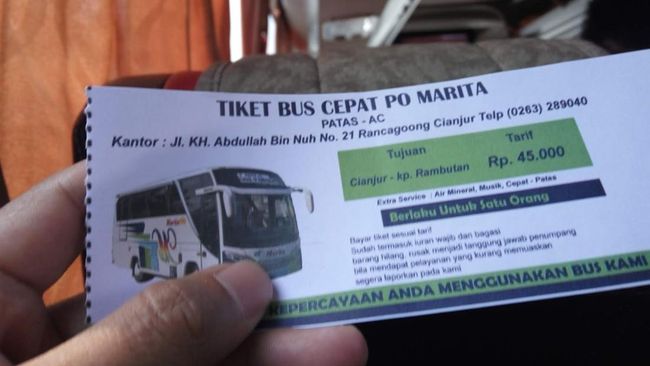 TIKET BUS CEPAT PO MARITA
PATAS - AC
Kantor : Jl. KH. Abdullah Bin Nuh No. 21 Rancagoong Cianjur Telp (0263) 289040
Tujuan Tarif
Cianjur - kp. Rambutan Rp. 45.000
Extra Service : Air Mineral, Musik, Cepat - Patas
Berlaku Untuk Satu Orang
Bayar tiket sesuai tarif
Sudah termasuk iuran wajib dan bagasi
barang hilang, rusak menjadi tanggung jawab penumpang
bila mendapat pelayanan yang kurang memuaskan
segera laporkan pada kami
KEPERCAYAAN ANDA MENGGUNAKAN BUS KAMI